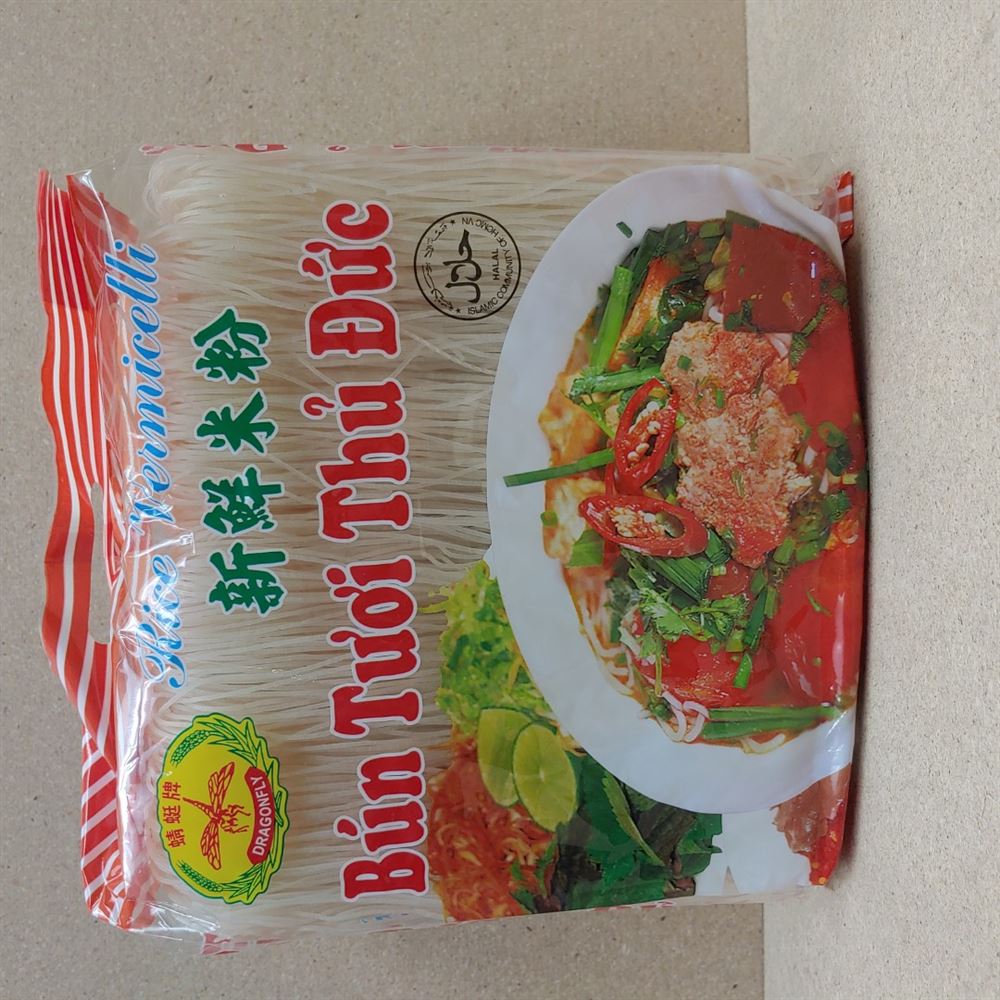 蜻蜓牌
DRAGONFLY
Rice Vermicelli
新鮮米粉
Bún Tươi Thủ Đức
حلال
HALAL
ISLAMIC COMMUNITY OF HCMC.VN